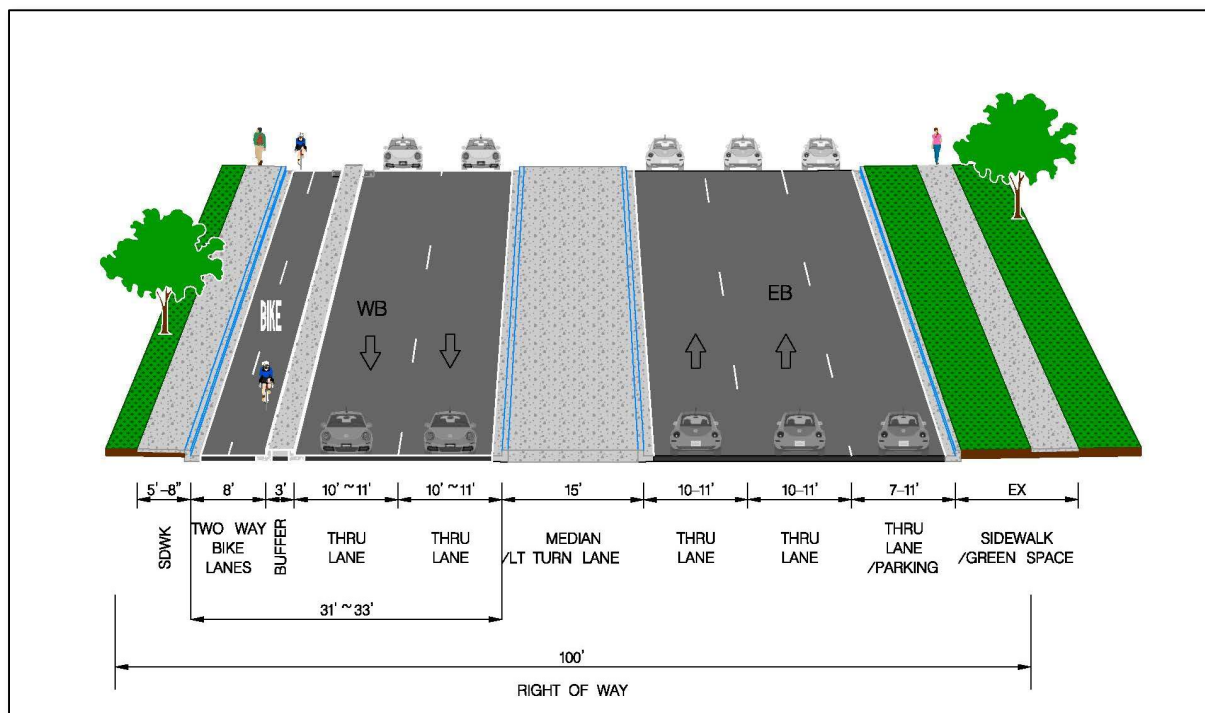 WB
EB
BIKE
5'-8"
8'
3'
10' ~ 11'
10' ~ 11'
15'
10-11'
10-11'
7-11'
EX
SDWK
TWO WAY
BIKE
LANES
BUFFER
THRU
LANE
THRU
LANE
MEDIAN
/LT TURN LANE
THRU
LANE
THRU
LANE
THRU
LANE
/PARKING
SIDEWALK
/GREEN SPACE
31' ~ 33'
100'
RIGHT OF WAY